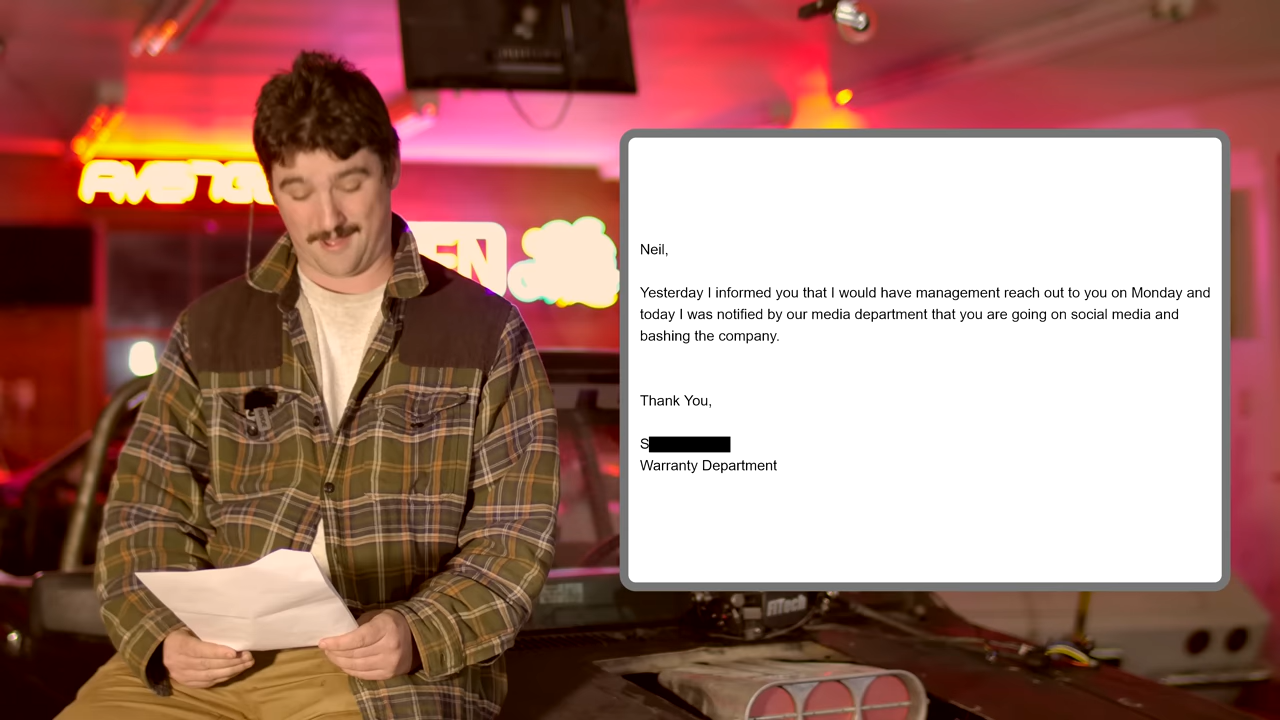 Neil,
Yesterday I informed you that I would have management reach out to you on Monday and
today I was notified by our media department that you are going on social media and
bashing the company.
Thank You,
S
Warranty Department
FiTech